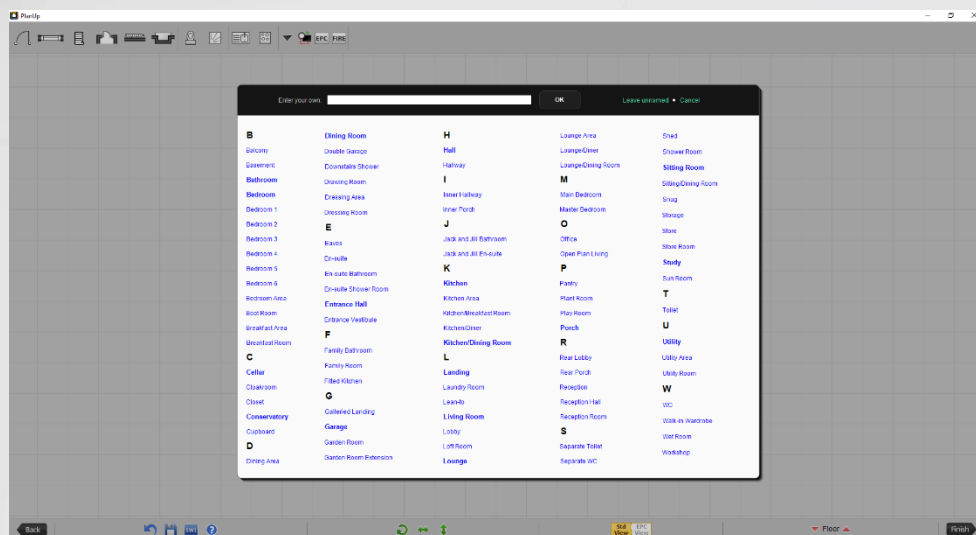 PlanUp
EPC FIRE
Enter your own:
OK
Leave unnamed • Cancel
B
Balcony
Basement
Bathroom
Bedroom
Bedroom 1
Bedroom 2
Bedroom 3
Bedroom 4
Bedroom 5
Bedroom 6
Bedroom Area
Boot Room
Breakfast Area
Breakfast Room
C
Cellar
Cloakroom
Closet
Conservatory
Cupboard
D
Dining Area
Dining Room
Double Garage
Downstairs Shower
Drawing Room
Dressing Area
Dressing Room
E
Eaves
En-suite
En-suite Bathroom
En-suite Shower Room
Entrance Hall
Entrance Vestibule
F
Family Bathroom
Family Room
Fitted Kitchen
G
Galleried Landing
Garage
Garden Room
Garden Room Extension
H
Hall
Hallway
I
Inner Hallway
Inner Porch
J
Jack and Jill Bathroom
Jack and Jill En-suite
K
Kitchen
Kitchen Area
Kitchen/Breakfast Room
Kitchen/Diner
Kitchen/Dining Room
L
Landing
Laundry Room
Lean-to
Living Room
Lobby
Loft Room
Lounge
Lounge Area
Lounge/Diner
Lounge/Dining Room
M
Main Bedroom
Master Bedroom
O
Office
Open Plan Living
P
Pantry
Plant Room
Play Room
Porch
R
Rear Lobby
Rear Porch
Reception
Reception Hall
Reception Room
S
Separate Toilet
Separate WC
Shed
Shower Room
Sitting Room
Sitting/Dining Room
Snug
Storage
Store
Store Room
Study
Sun Room
T
Toilet
U
Utility
Utility Area
Utility Room
W
WC
Walk-in Wardrobe
Wet Room
Workshop
Back
?
Std View
EPC View
Floor
Finish